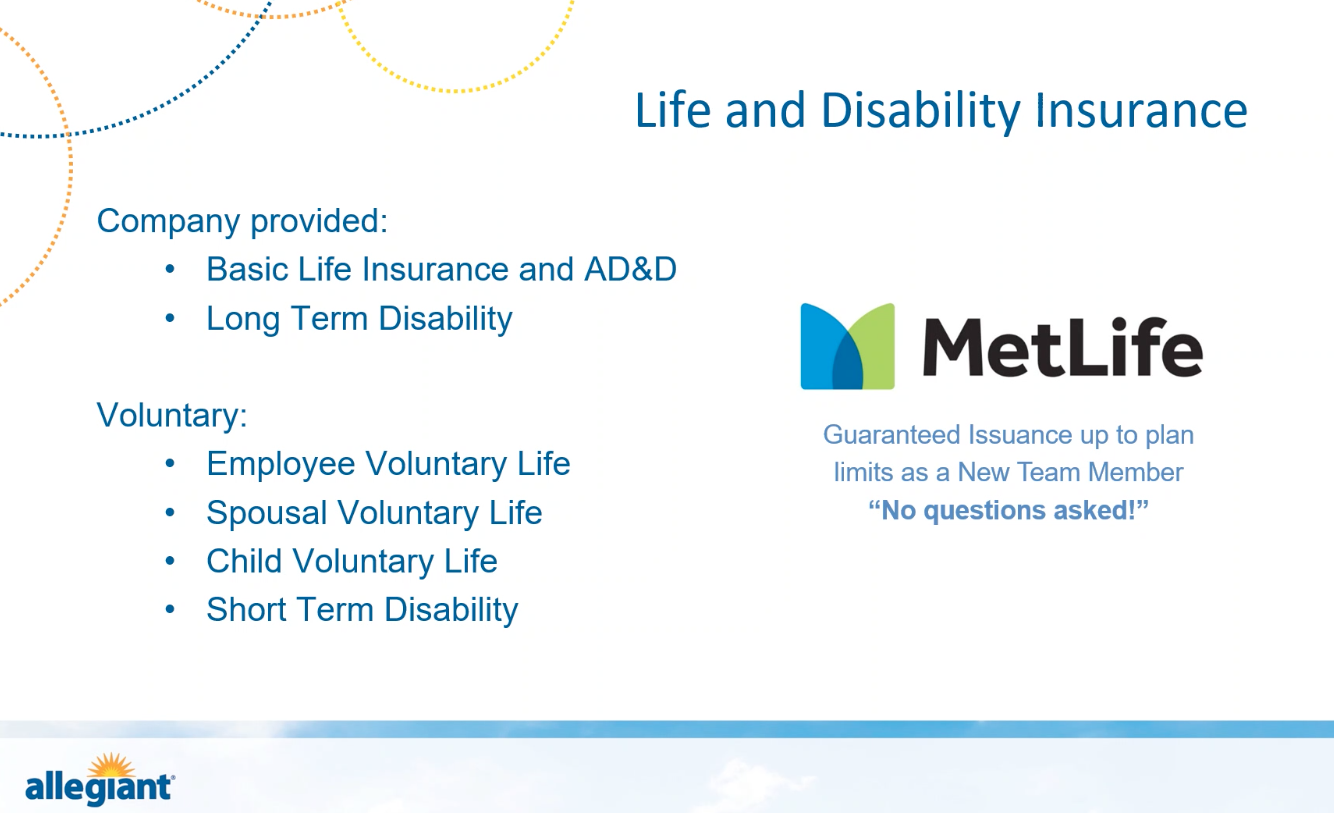 Life and Disability Insurance
Company provided:
• Basic Life Insurance and AD&D
• Long Term Disability
Voluntary:
• Employee Voluntary Life
• Spousal Voluntary Life
• Child Voluntary Life
• Short Term Disability
MetLife
Guaranteed Issuance up to plan
limits as a New Team Member
“No questions asked!”
allegiant®